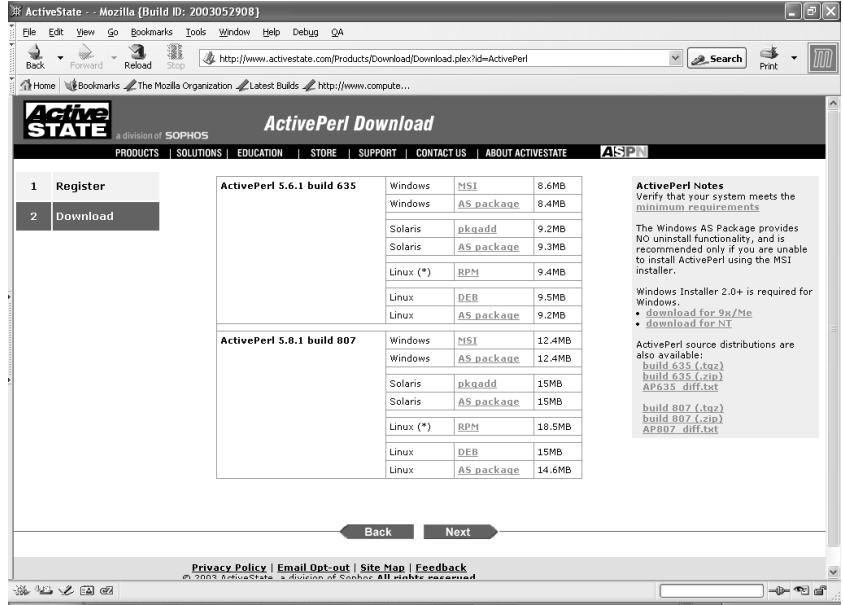 ActiveState - - Mozilla {Build ID: 2003052908}
File Edit View Go Bookmarks Tools Window Help Debug QA
Back Forward Reload Stop http://www.activestate.com/Products/Download/Download.plex?id=ActivePerl Search Print
Home Bookmarks The Mozilla Organization Latest Builds http://www.compute...
Active
STATE
a division of SOPHOS
ActivePerl Download
PRODUCTS | SOLUTIONS | EDUCATION | STORE | SUPPORT | CONTACT US | ABOUT ACTIVESTATE ASPN
1 Register
2 Download
ActivePerl 5.6.1 build 635 Windows MSI 8.6MB
Windows AS package 8.4MB
Solaris pkgadd 9.2MB
Solaris AS package 9.3MB
Linux (*) RPM 9.4MB
Linux DEB 9.5MB
Linux AS package 9.2MB
ActivePerl 5.8.1 build 807 Windows MSI 12.4MB
Windows AS package 12.4MB
Solaris pkgadd 15MB
Solaris AS package 15MB
Linux (*) RPM 18.5MB
Linux DEB 15MB
Linux AS package 14.6MB
ActivePerl Notes
Verify that your system meets the
minimum requirements
The Windows AS Package provides
NO uninstall functionality, and is
recommended only if you are unable
to install ActivePerl using the MSI
installer.
Windows Installer 2.0+ is required for
Windows.
• download for 9x/Me
• download for NT
ActivePerl source distributions are
also available:
build 635 (.tgz)
build 635 (.zip)
AP635_diff.txt
build 807 (.tgz)
build 807 (.zip)
AP807_diff.txt
Back Next
Privacy Policy | Email Opt-out | Site Map | Feedback
© 2003 ActiveState, a division of Sophos All rights reserved